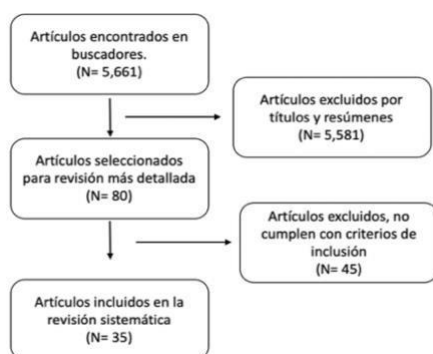 Artículos encontrados en
buscadores.
(N= 5,661)
Artículos excluidos por
títulos y resúmenes
(N= 5,581)
Artículos seleccionados
para revisión más detallada
(N= 80)
Artículos excluidos, no
cumplen con criterios de
inclusión
(N= 45)
Artículos incluidos en la
revisión sistemática
(N= 35)